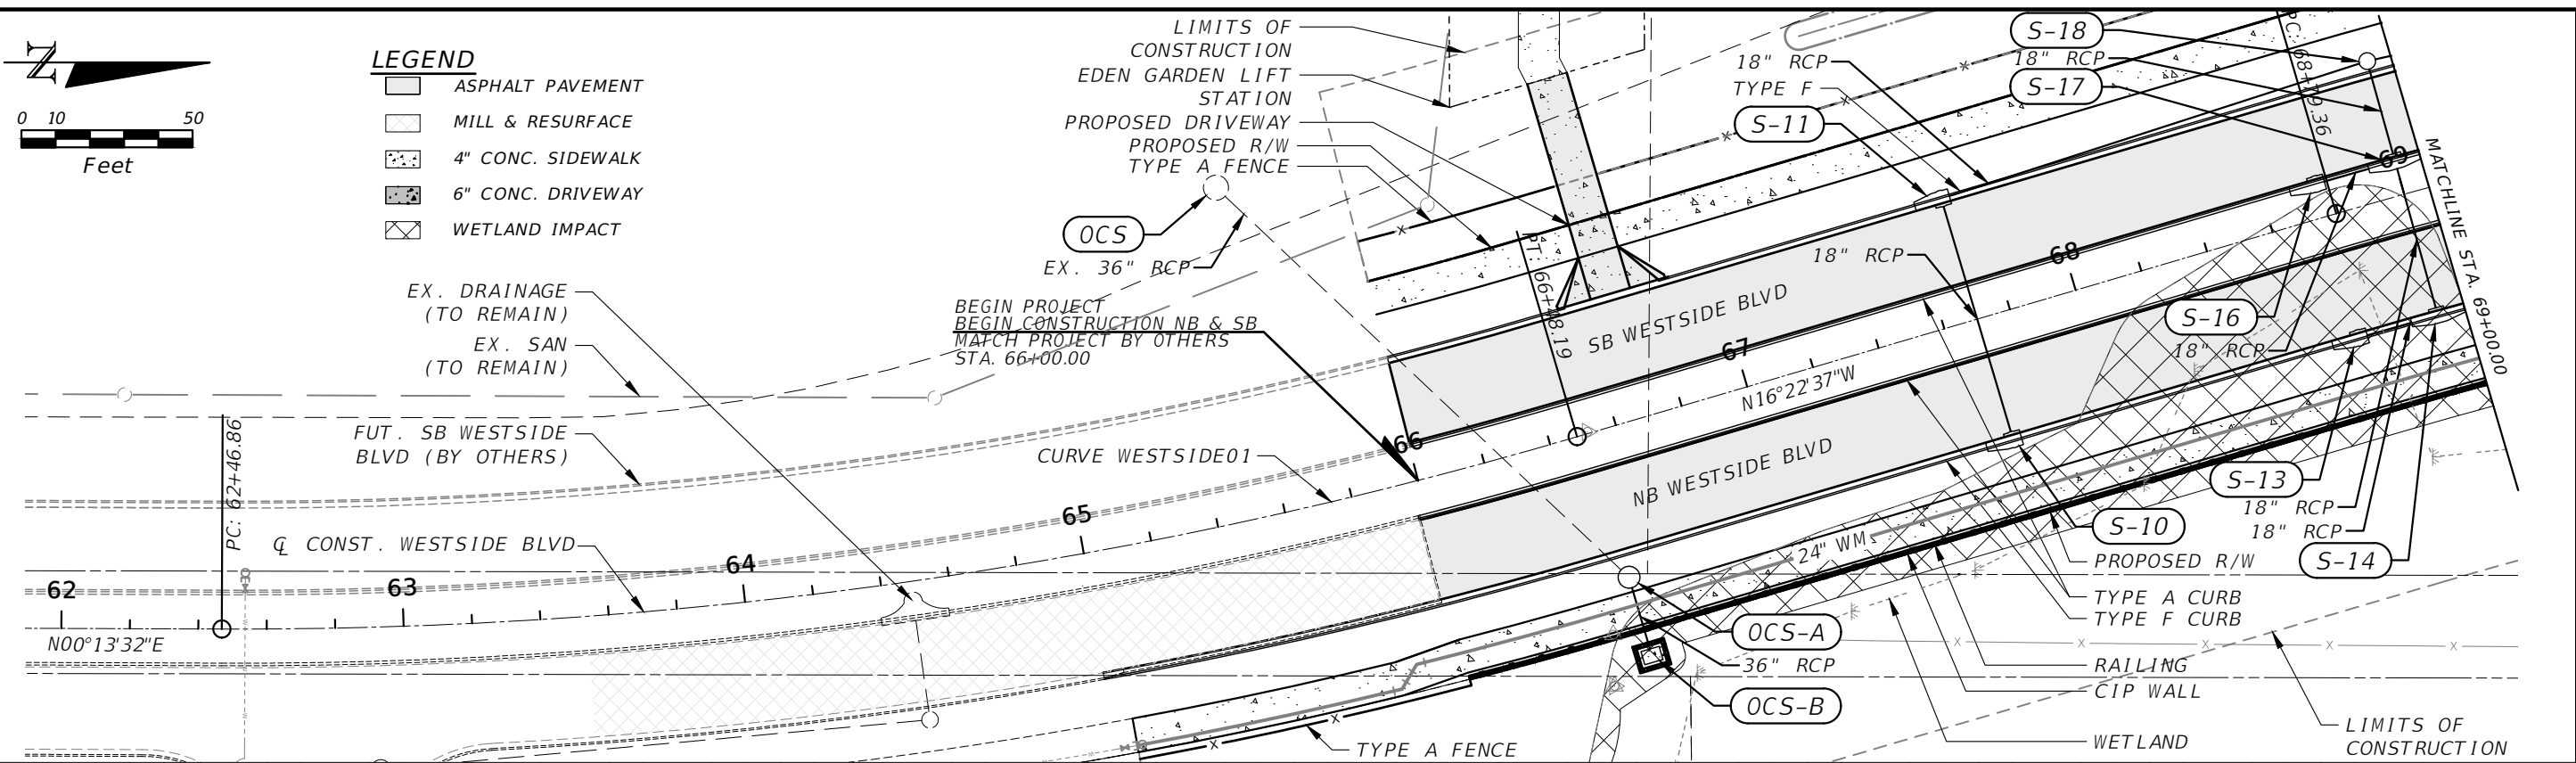 N
0 10 50
Feet
LEGEND
ASPHALT PAVEMENT
MILL & RESURFACE
4" CONC. SIDEWALK
6" CONC. DRIVEWAY
WETLAND IMPACT
LIMITS OF
CONSTRUCTION
EDEN GARDEN LIFT
STATION
PROPOSED DRIVEWAY
PROPOSED R/W
TYPE A FENCE
OCS
EX. 36" RCP
EX. DRAINAGE
(TO REMAIN)
EX. SAN
(TO REMAIN)
BEGIN PROJECT
BEGIN CONSTRUCTION NB & SB
MATCH PROJECT BY OTHERS
STA. 66+00.00
FUT. SB WESTSIDE
BLVD (BY OTHERS)
CURVE WESTSIDE01
℄ CONST. WESTSIDE BLVD
PC: 62+46.86
62
63
64
65
66
67
68
69
N00°13'32"E
PT: 66+48.19
SB WESTSIDE BLVD
N16°22'37"W
NB WESTSIDE BLVD
18" RCP
TYPE F
S-11
18" RCP
S-18
18" RCP
S-17
PC: 68+79.36
MATCHLINE STA. 69+00.00
S-16
18" RCP
S-13
18" RCP
18" RCP
S-14
S-10
PROPOSED R/W
TYPE A CURB
TYPE F CURB
24" WM
OCS-A
36" RCP
OCS-B
RAILING
CIP WALL
WETLAND
LIMITS OF
CONSTRUCTION
TYPE A FENCE